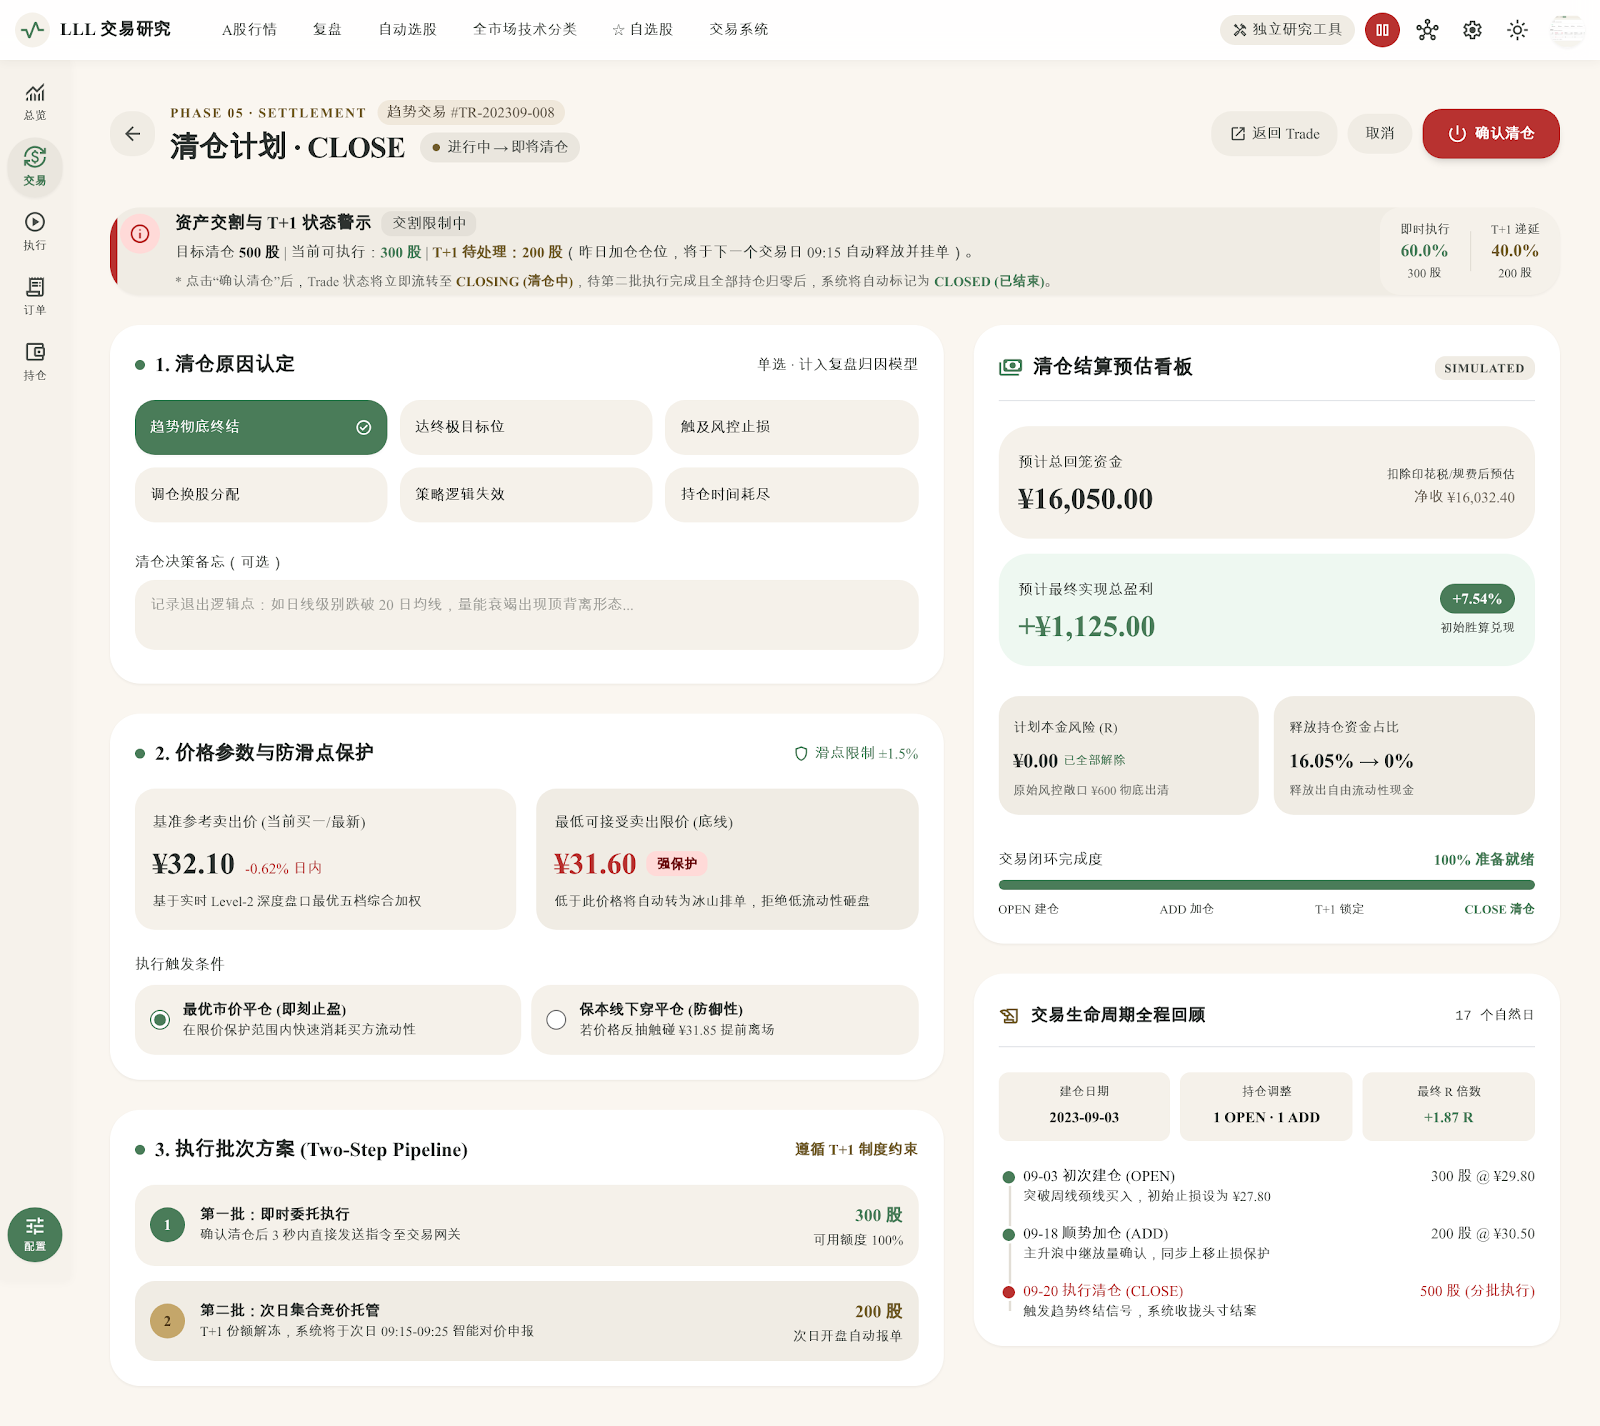 LLL 交易研究
A股行情
复盘
自动选股
全市场技术分类
☆ 自选股
交易系统
独立研究工具
总览
交易
执行
订单
持仓
配置
PHASE 05 · SETTLEMENT
趋势交易 #TR-202309-008
清仓计划 · CLOSE
进行中 → 即将清仓
返回 Trade
取消
确认清仓
资产交割与 T+1 状态警示
交割限制中
目标清仓 500 股 | 当前可执行：300 股 | T+1 待处理：200 股（昨日加仓仓位，将于下一个交易日 09:15 自动释放并挂单）。
* 点击“确认清仓”后，Trade 状态将立即流转至 CLOSING (清仓中)，待第二批执行完成且全部持仓归零后，系统将自动标记为 CLOSED (已结束)。
即时执行
60.0%
300 股
T+1 递延
40.0%
200 股
1. 清仓原因认定
单选 · 计入复盘归因模型
趋势彻底终结
达终极目标位
触及风控止损
调仓换股分配
策略逻辑失效
持仓时间耗尽
清仓决策备忘（可选）
记录退出逻辑点：如日线级别跌破 20 日均线，量能衰竭出现顶背离形态...
2. 价格参数与防滑点保护
滑点限制 ±1.5%
基准参考卖出价 (当前买一/最新)
¥32.10 -0.62% 日内
基于实时 Level-2 深度盘口最优五档综合加权
最低可接受卖出限价 (底线)
¥31.60 强保护
低于此价格将自动转为冰山排单，拒绝低流动性砸盘
执行触发条件
最优市价平仓 (即刻止盈)
在限价保护范围内快速消耗买方流动性
保本线下穿平仓 (防御性)
若价格反抽触碰 ¥31.85 提前离场
3. 执行批次方案 (Two-Step Pipeline)
遵循 T+1 制度约束
1
第一批：即时委托执行
确认清仓后 3 秒内直接发送指令至交易网关
300 股
可用额度 100%
2
第二批：次日集合竞价托管
T+1 份额解冻，系统将于次日 09:15-09:25 智能对价申报
200 股
次日开盘自动报单
清仓结算预估看板
SIMULATED
预计总回笼资金
¥16,050.00
扣除印花税/规费后预估
净收 ¥16,032.40
预计最终实现总盈利
+¥1,125.00
+7.54%
初始胜算兑现
计划本金风险 (R)
¥0.00 已全部解除
原始风控敞口 ¥600 彻底出清
释放持仓资金占比
16.05% → 0%
释放出自由流动性现金
交易闭环完成度
100% 准备就绪
OPEN 建仓
ADD 加仓
T+1 锁定
CLOSE 清仓
交易生命周期全程回顾
17 个自然日
建仓日期
2023-09-03
持仓调整
1 OPEN · 1 ADD
最终 R 倍数
+1.87 R
09-03 初次建仓 (OPEN)
300 股 @ ¥29.80
突破周线颈线买入，初始止损设为 ¥27.80
09-18 顺势加仓 (ADD)
200 股 @ ¥30.50
主升浪中继放量确认，同步上移止损保护
09-20 执行清仓 (CLOSE)
500 股 (分批执行)
触发趋势终结信号，系统收拢头寸结案